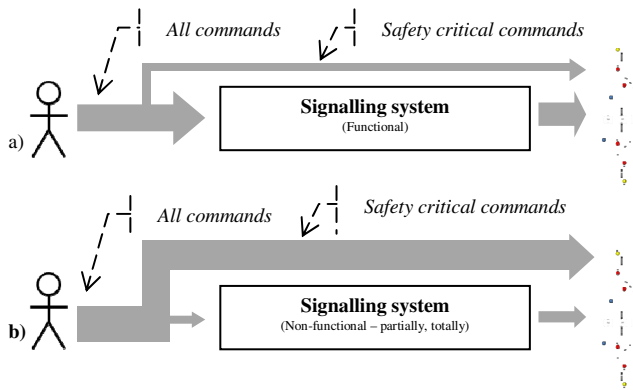 All commands
Safety critical commands
Signalling system
(Functional)
a)
All commands
Safety critical commands
Signalling system
(Non-functional – partially, totally)
b)